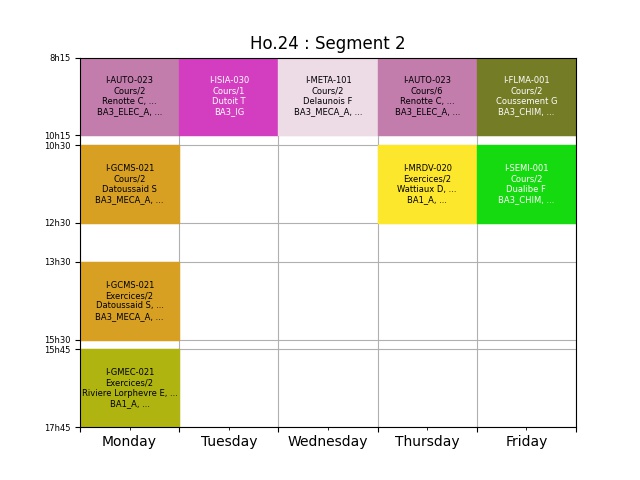 Ho.24 : Segment 2
8h15
I-AUTO-023
Cours/2
Renotte C, ...
BA3_ELEC_A, ...
I-ISIA-030
Cours/1
Dutoit T
BA3_IG
I-META-101
Cours/2
Delaunois F
BA3_MECA_A, ...
I-AUTO-023
Cours/6
Renotte C, ...
BA3_ELEC_A, ...
I-FLMA-001
Cours/2
Coussement G
BA3_CHIM, ...
10h15
10h30
I-GCMS-021
Cours/2
Datoussaid S
BA3_MECA_A, ...
I-MRDV-020
Exercices/2
Wattiaux D, ...
BA1_A, ...
I-SEMI-001
Cours/2
Dualibe F
BA3_CHIM, ...
12h30
13h30
I-GCMS-021
Exercices/2
Datoussaid S, ...
BA3_MECA_A, ...
15h30
15h45
I-GMEC-021
Exercices/2
Riviere Lorphevre E, ...
BA1_A, ...
17h45
Monday
Tuesday
Wednesday
Thursday
Friday